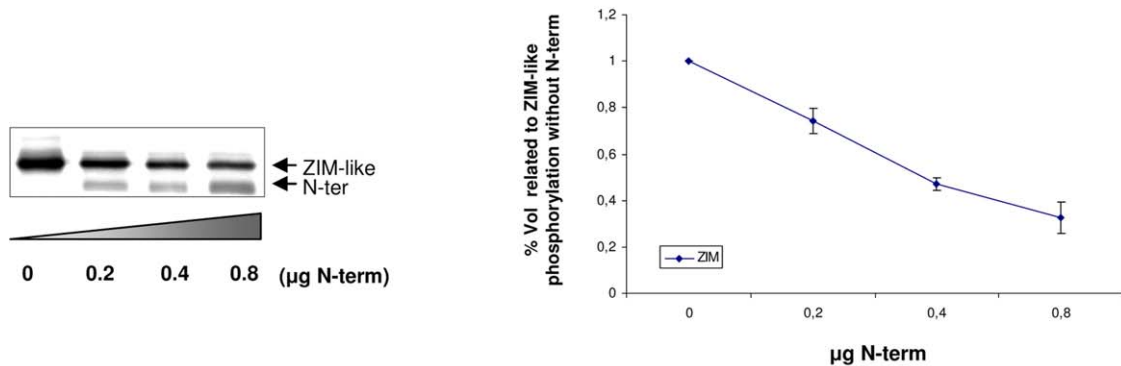 ZIM-like
N-ter
0 0.2 0.4 0.8 (µg N-term)
% Vol related to ZIM-like
phosphorylation without N-term
1,2
1
0,8
0,6
0,4
0,2
0
ZIM
0 0,2 0,4 0,8
µg N-term